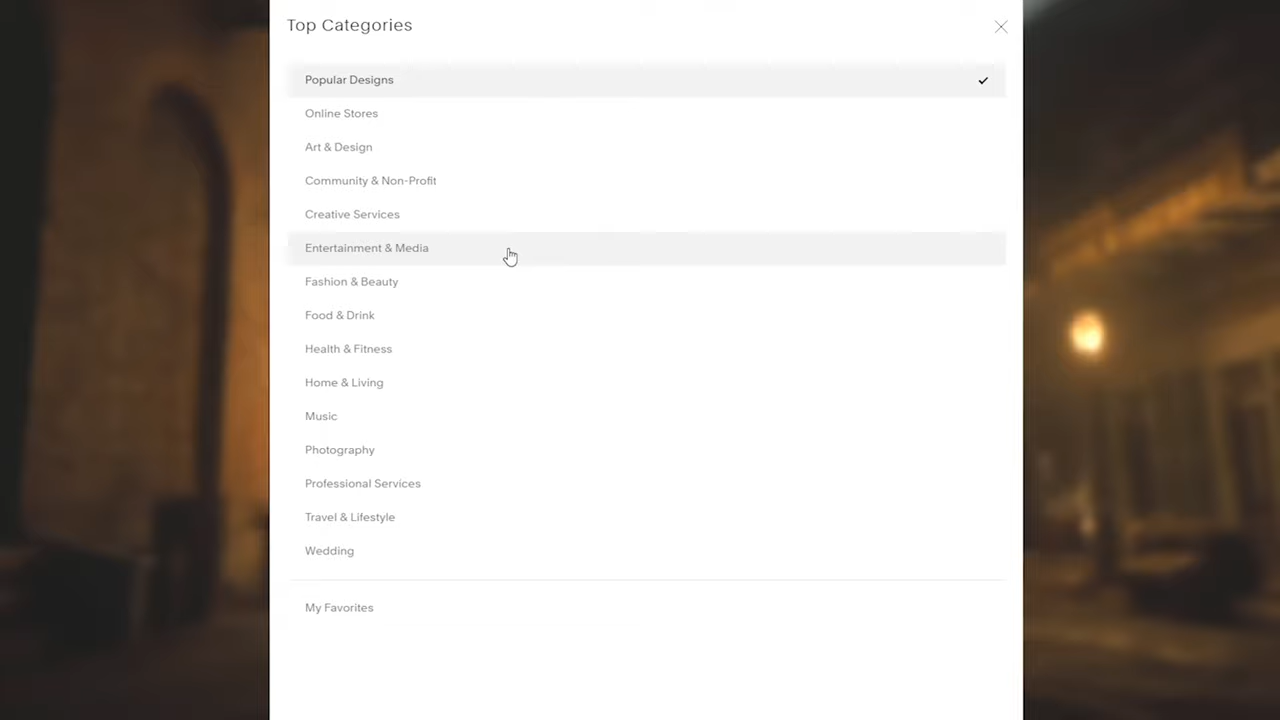 Top Categories
Popular Designs
Online Stores
Art & Design
Community & Non-Profit
Creative Services
Entertainment & Media
Fashion & Beauty
Food & Drink
Health & Fitness
Home & Living
Music
Photography
Professional Services
Travel & Lifestyle
Wedding
My Favorites